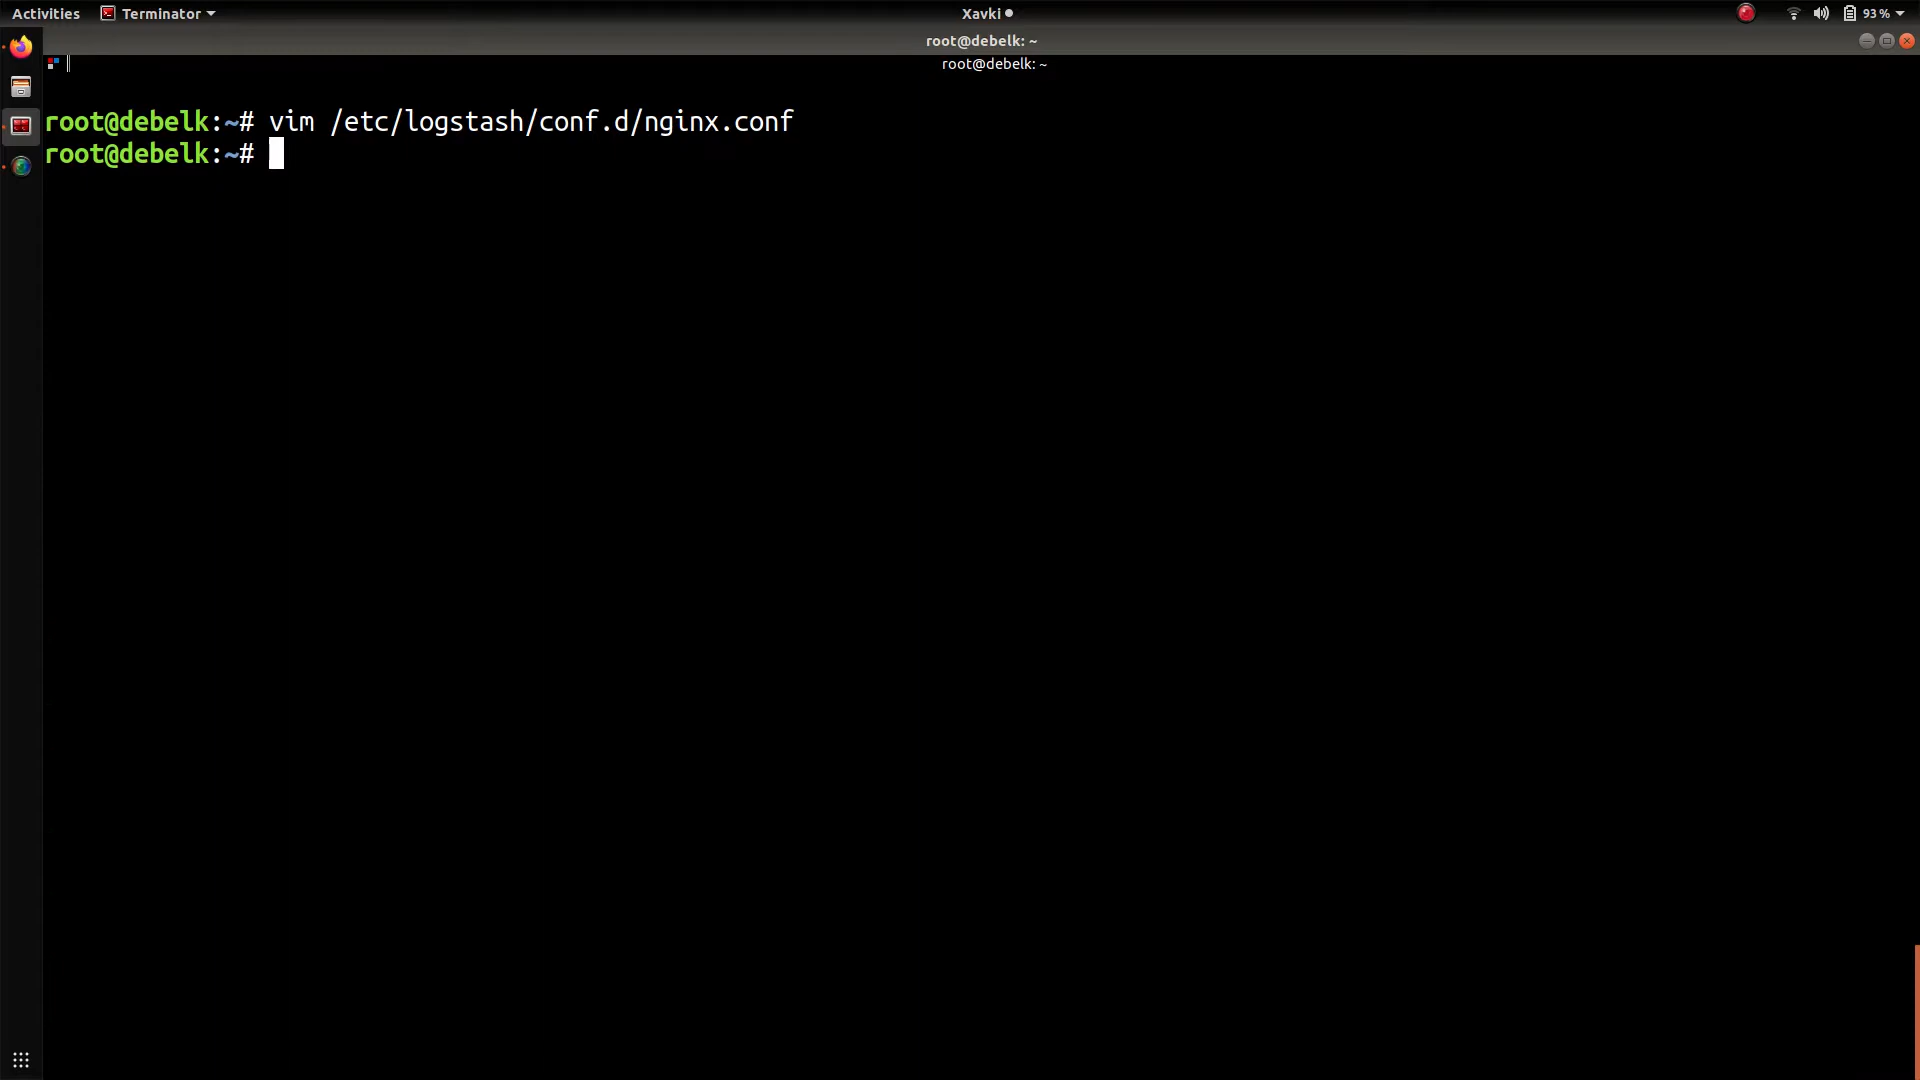 Activities Terminator Xavki 93 %
root@debelk: ~
root@debelk: ~
root@debelk:~# vim /etc/logstash/conf.d/nginx.conf
root@debelk:~#